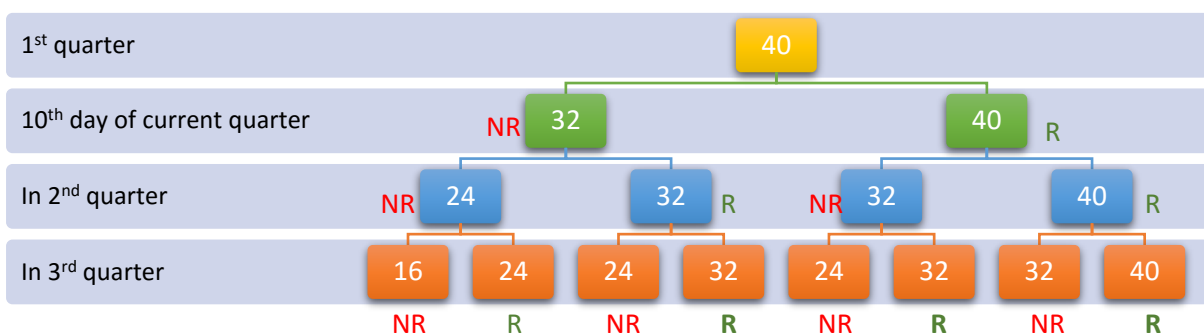 1st quarter 40
10th day of current quarter NR 32 40 R
In 2nd quarter NR 24 32 R NR 32 40 R
In 3rd quarter 16 24 24 32 24 32 32 40
NR R NR R NR R NR R